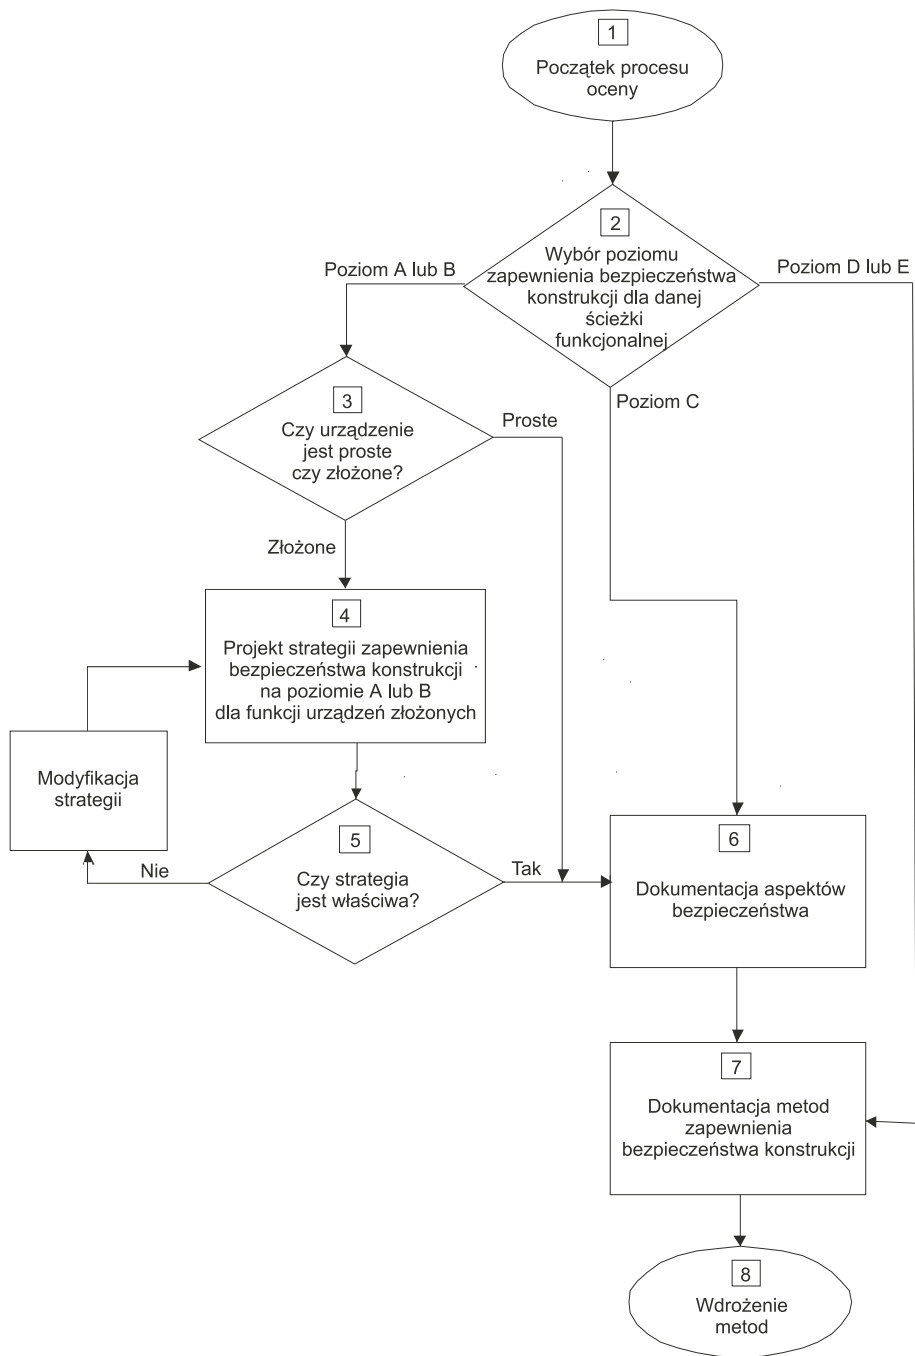 1
Początek procesu
oceny
2
Wybór poziomu
zapewnienia bezpieczeństwa
konstrukcji dla danej
ścieżki
funkcjonalnej
Poziom A lub B
Poziom D lub E
Poziom C
3
Czy urządzenie
jest proste
czy złożone?
Proste
Złożone
4
Projekt strategii zapewnienia
bezpieczeństwa konstrukcji
na poziomie A lub B
dla funkcji urządzeń złożonych
Modyfikacja
strategii
5
Czy strategia
jest właściwa?
Nie
Tak
6
Dokumentacja aspektów
bezpieczeństwa
7
Dokumentacja metod
zapewnienia
bezpieczeństwa konstrukcji
8
Wdrożenie
metod